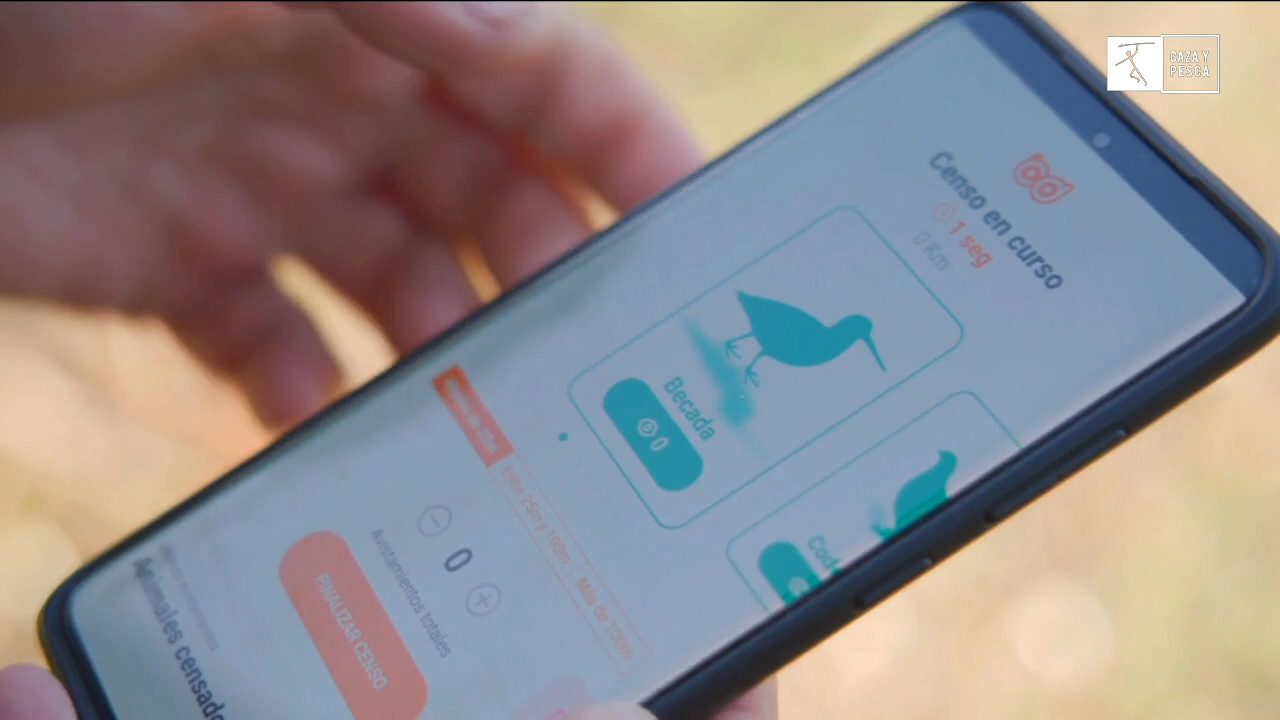 CAZA Y
PESCA
Censo en curso
1 seg
0 Km
Becada
0
Entre 25m y 100m
Más de 100m
0
Avistamientos totales
FINALIZAR CENSO
Animales censado